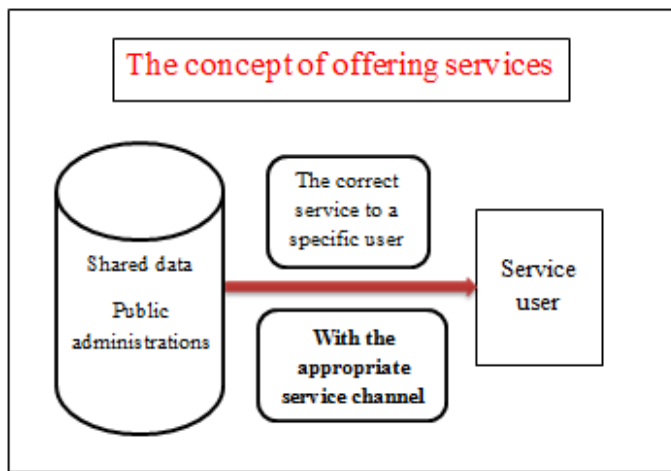 The concept of offering services
The correct
service to a
specific user
Shared data
Public
administrations
Service
user
With the
appropriate
service channel